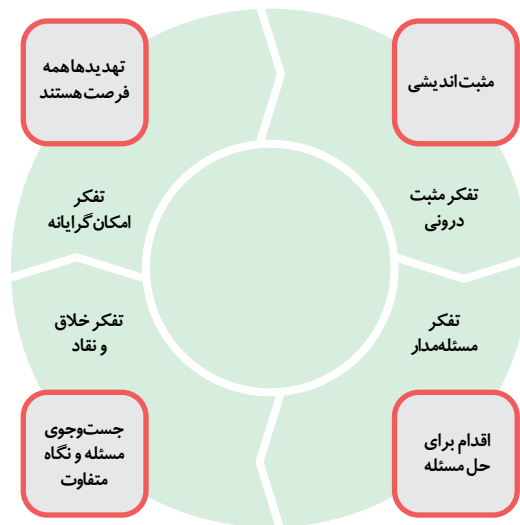 مثبت‌اندیشی
تهدیدها همه
فرصت هستند
تفکر مثبت
درونی
تفکر
امکان‌گرایانه
تفکر
مسئله‌مدار
تفکر خلاق
و نقاد
اقدام برای
حل مسئله
جست‌وجوی
مسئله و نگاه
متفاوت